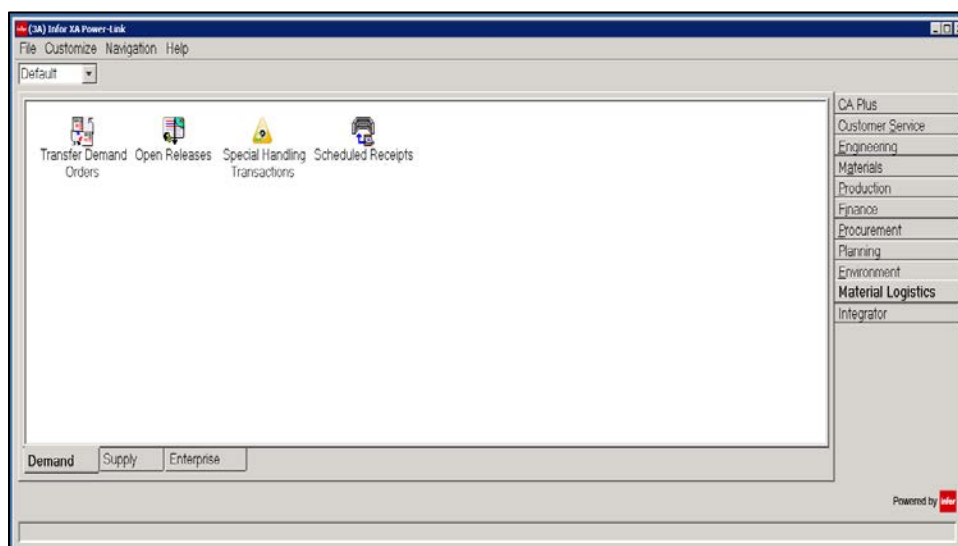 (3A) Infor XA Power-Link
File Customize Navigation Help
Default
Transfer Demand Orders
Open Releases
Special Handling Transactions
Scheduled Receipts
CA Plus
Customer Service
Engineering
Materials
Production
Finance
Procurement
Planning
Environment
Material Logistics
Integrator
Demand Supply Enterprise
Powered by infor